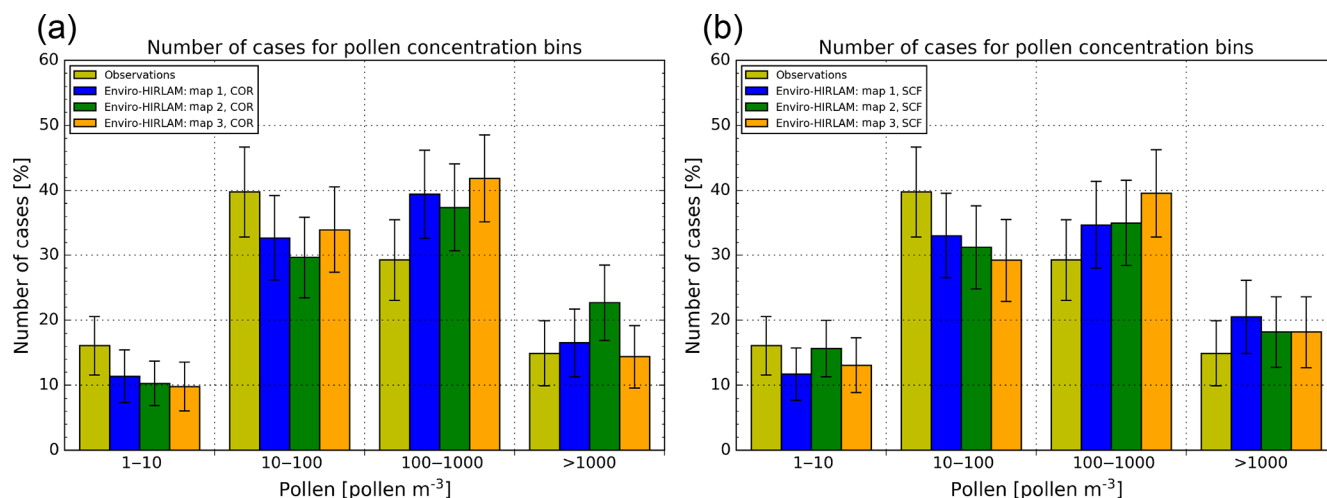 (a)
Number of cases for pollen concentration bins
Observations
Enviro-HIRLAM: map 1, COR
Enviro-HIRLAM: map 2, COR
Enviro-HIRLAM: map 3, COR
Number of cases [%]
60
50
40
30
20
10
0
1–10
10–100
100–1000
>1000
Pollen [pollen m⁻³]
(b)
Number of cases for pollen concentration bins
Observations
Enviro-HIRLAM: map 1, SCF
Enviro-HIRLAM: map 2, SCF
Enviro-HIRLAM: map 3, SCF
Number of cases [%]
60
50
40
30
20
10
0
1–10
10–100
100–1000
>1000
Pollen [pollen m⁻³]